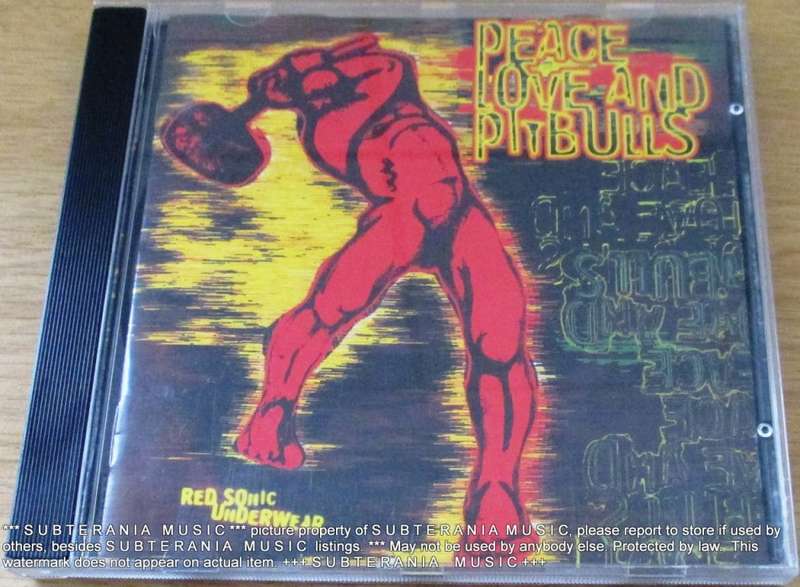 PEACE,
LOVE AND
PITBULLS
RED SONIC
UNDERWEAR
*** S U B T E R A N I A M U S I C *** picture property of S U B T E R A N I A M U S I C, please report to store if used by
others, besides S U B T E R A N I A M U S I C listings. *** May not be used by anybody else. Protected by law. This
watermark does not appear on actual item. +++ S U B T E R A N I A M U S I C +++